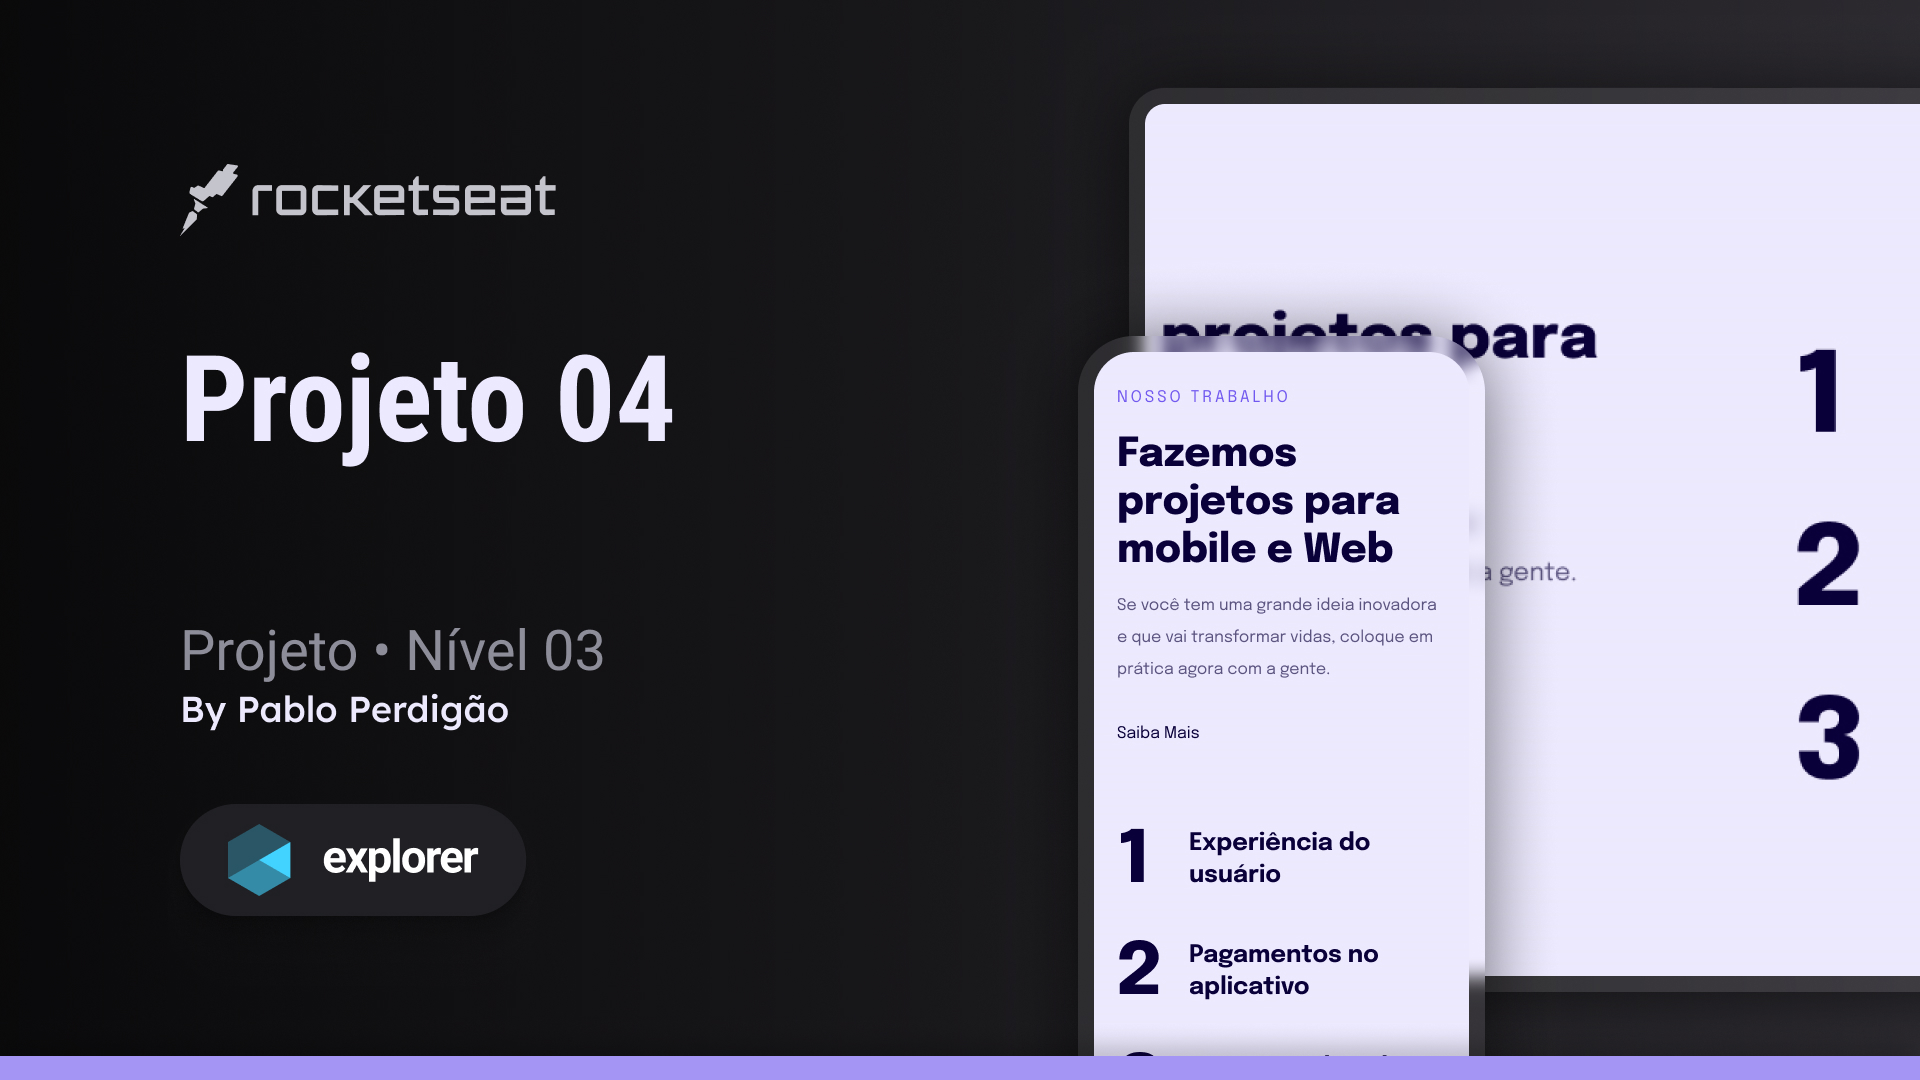 rocketseat
Projeto 04
Projeto • Nível 03
By Pablo Perdigão
explorer
projetos para
a gente.
1
2
3
NOSSO TRABALHO
Fazemos
projetos para
mobile e Web
Se você tem uma grande ideia inovadora
e que vai transformar vidas, coloque em
prática agora com a gente.
Saiba Mais
1 Experiência do
usuário
2 Pagamentos no
aplicativo